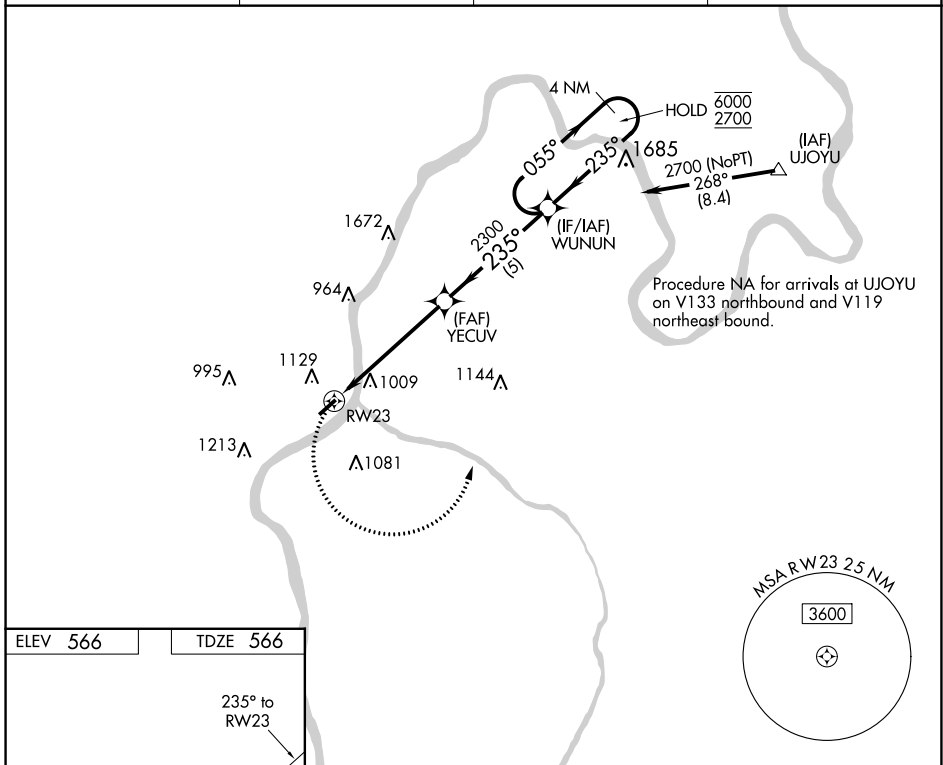 4 NM
HOLD 6000
2700
(IAF)
UJOYU
055°
235°
1685
2700 (NoPT)
268°
(8.4)
1672
2300
235°
(5)
(IF/IAF)
WUNUN
964
(FAF)
YECUV
Procedure NA for arrivals at UJOYU
on V133 northbound and V119
northeast bound.
995
1129
1009
1144
RW23
1213
1081
MSA RW23 25 NM
3600
ELEV 566
TDZE 566
235° to
RW23